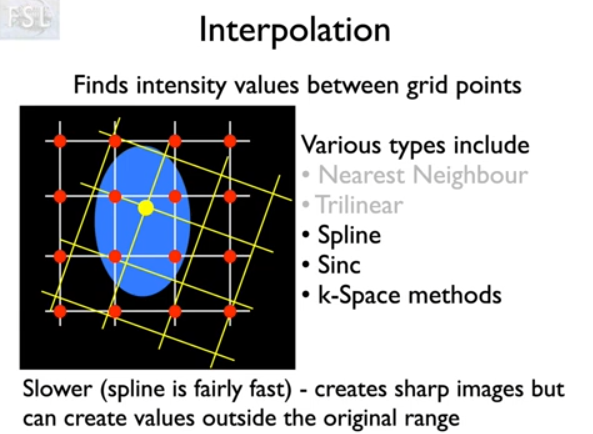 FSL
Interpolation
Finds intensity values between grid points
Various types include
• Nearest Neighbour
• Trilinear
• Spline
• Sinc
• k-Space methods
Slower (spline is fairly fast) - creates sharp images but
can create values outside the original range